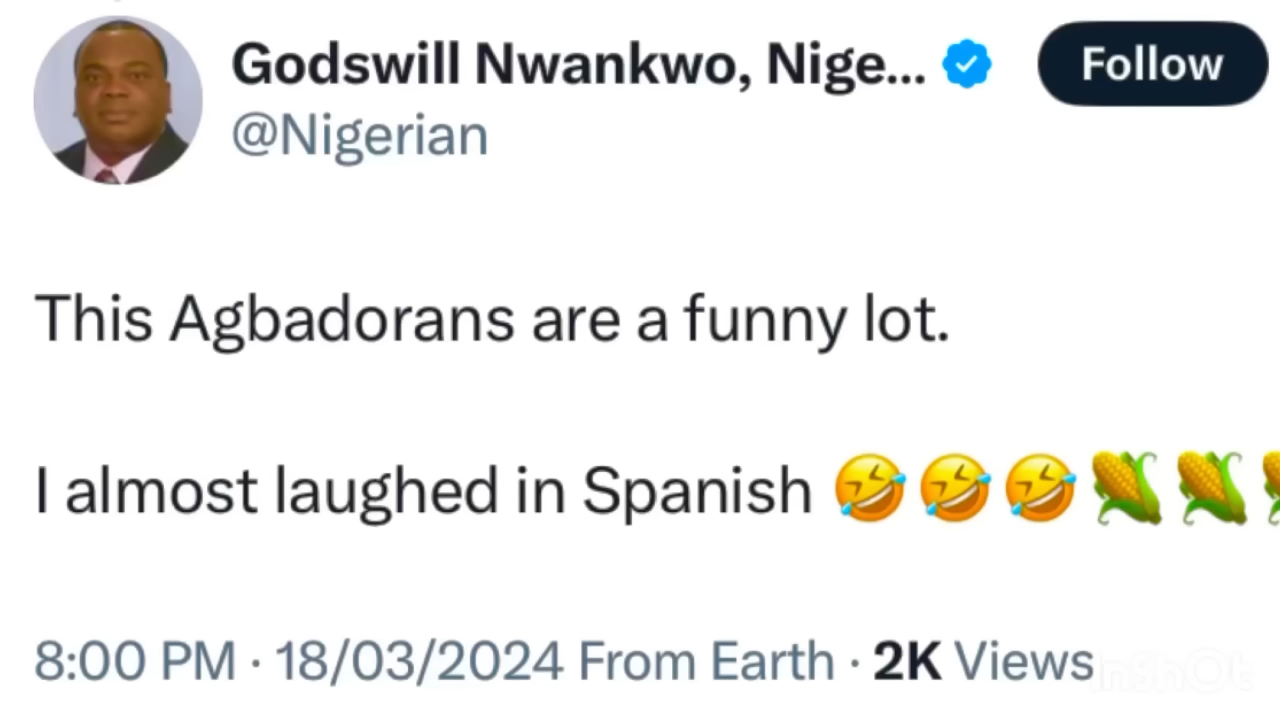 Godswill Nwankwo, Nige...
Follow
@Nigerian
This Agbadorans are a funny lot.
I almost laughed in Spanish 🤣🤣🤣🌽🌽🌽
8:00 PM · 18/03/2024 From Earth · 2K Views
InShOt